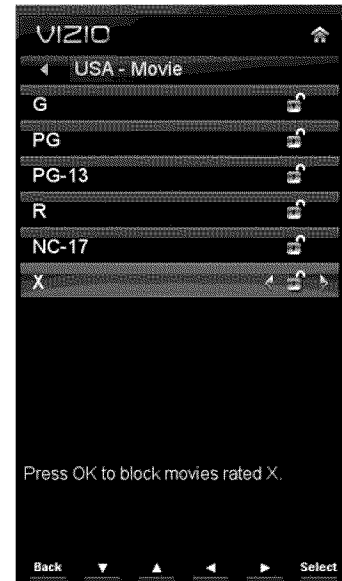 VIZIO
USA - Movie
G
PG
PG-13
R
NC-17
X
Press OK to block movies rated X.
Back Select